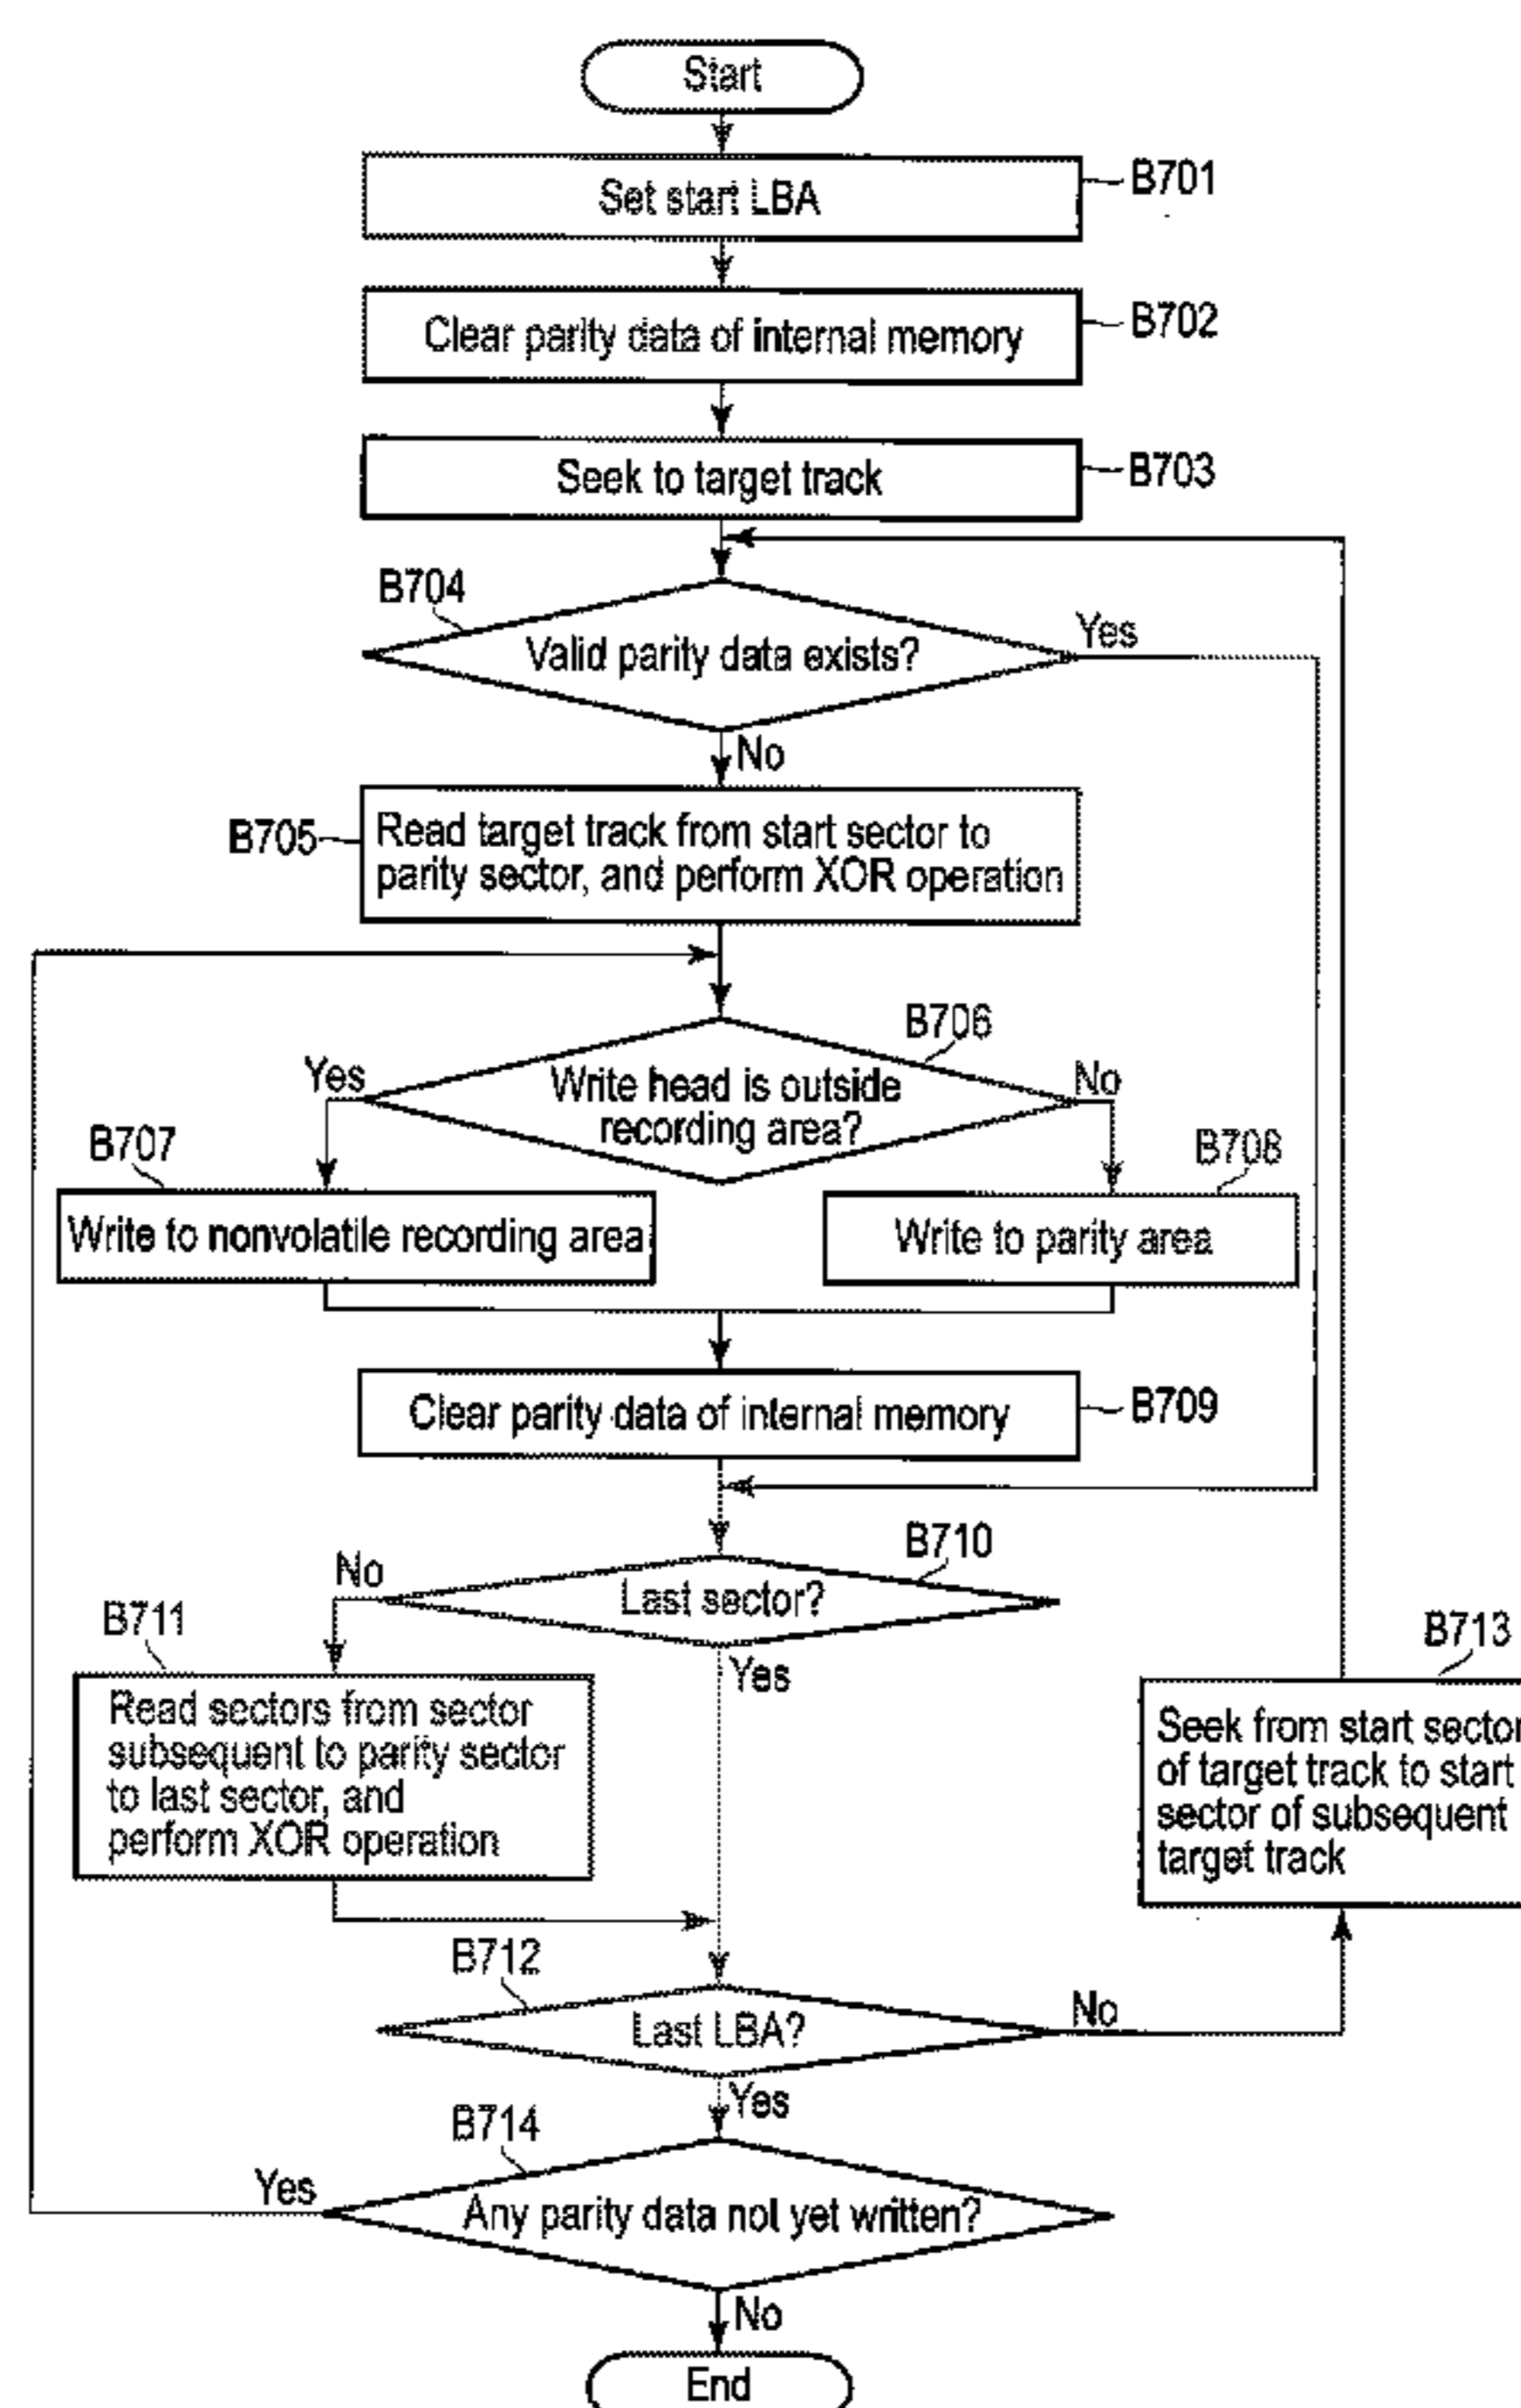 Start
Set start LBA
B701
Clear parity data of internal memory
B702
Seek to target track
B703
B704
Valid parity data exists?
Yes
No
B705
Read target track from start sector to
parity sector, and perform XOR operation
B706
Yes
Write head is outside
recording area?
No
B707
B708
Write to nonvolatile recording area
Write to parity area
Clear parity data of internal memory
B709
B710
No
Last sector?
Yes
B711
Read sectors from sector
subsequent to parity sector
to last sector, and
perform XOR operation
B713
Seek from start sector
of target track to start
sector of subsequent
target track
B712
Last LBA?
No
Yes
B714
Yes
Any parity data not yet written?
No
End